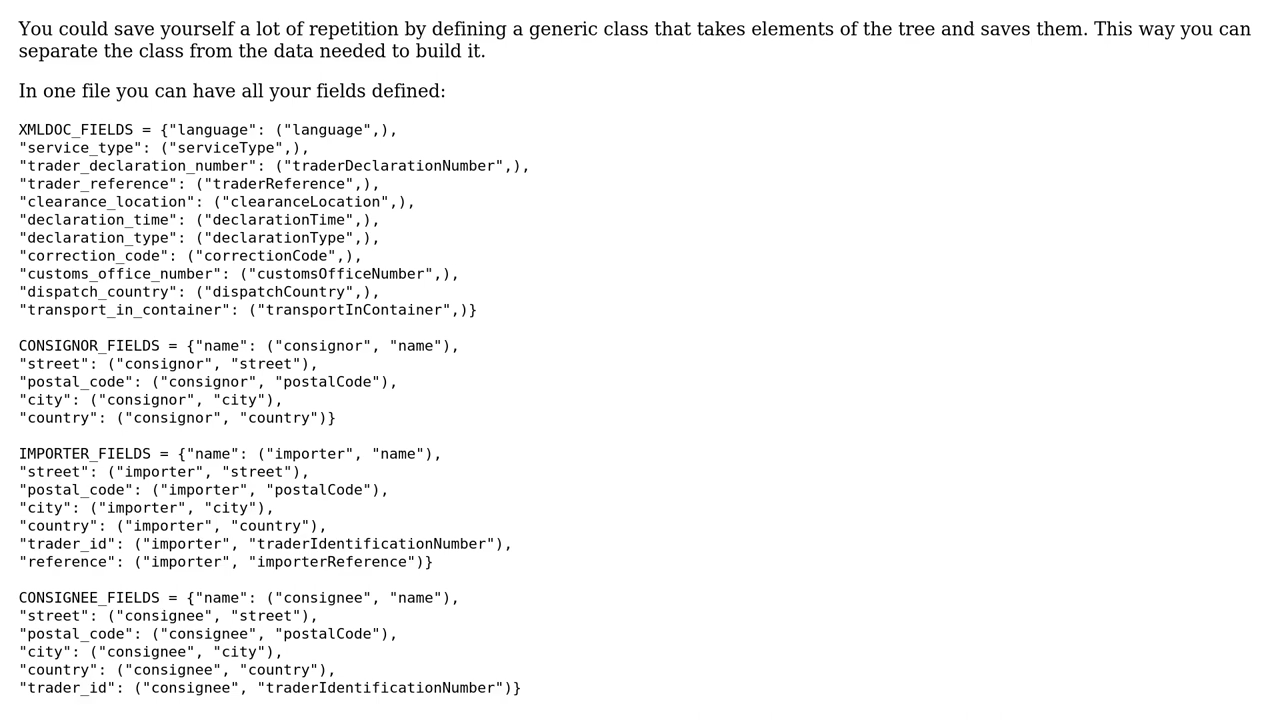 You could save yourself a lot of repetition by defining a generic class that takes elements of the tree and saves them. This way you can
separate the class from the data needed to build it.
In one file you can have all your fields defined:
XMLDOC_FIELDS = {"language": ("language",),
"service_type": ("serviceType",),
"trader_declaration_number": ("traderDeclarationNumber",),
"trader_reference": ("traderReference",),
"clearance_location": ("clearanceLocation",),
"declaration_time": ("declarationTime",),
"declaration_type": ("declarationType",),
"correction_code": ("correctionCode",),
"customs_office_number": ("customsOfficeNumber",),
"dispatch_country": ("dispatchCountry",),
"transport_in_container": ("transportInContainer",)}
CONSIGNOR_FIELDS = {"name": ("consignor", "name"),
"street": ("consignor", "street"),
"postal_code": ("consignor", "postalCode"),
"city": ("consignor", "city"),
"country": ("consignor", "country")}
IMPORTER_FIELDS = {"name": ("importer", "name"),
"street": ("importer", "street"),
"postal_code": ("importer", "postalCode"),
"city": ("importer", "city"),
"country": ("importer", "country"),
"trader_id": ("importer", "traderIdentificationNumber"),
"reference": ("importer", "importerReference")}
CONSIGNEE_FIELDS = {"name": ("consignee", "name"),
"street": ("consignee", "street"),
"postal_code": ("consignee", "postalCode"),
"city": ("consignee", "city"),
"country": ("consignee", "country"),
"trader_id": ("consignee", "traderIdentificationNumber")}